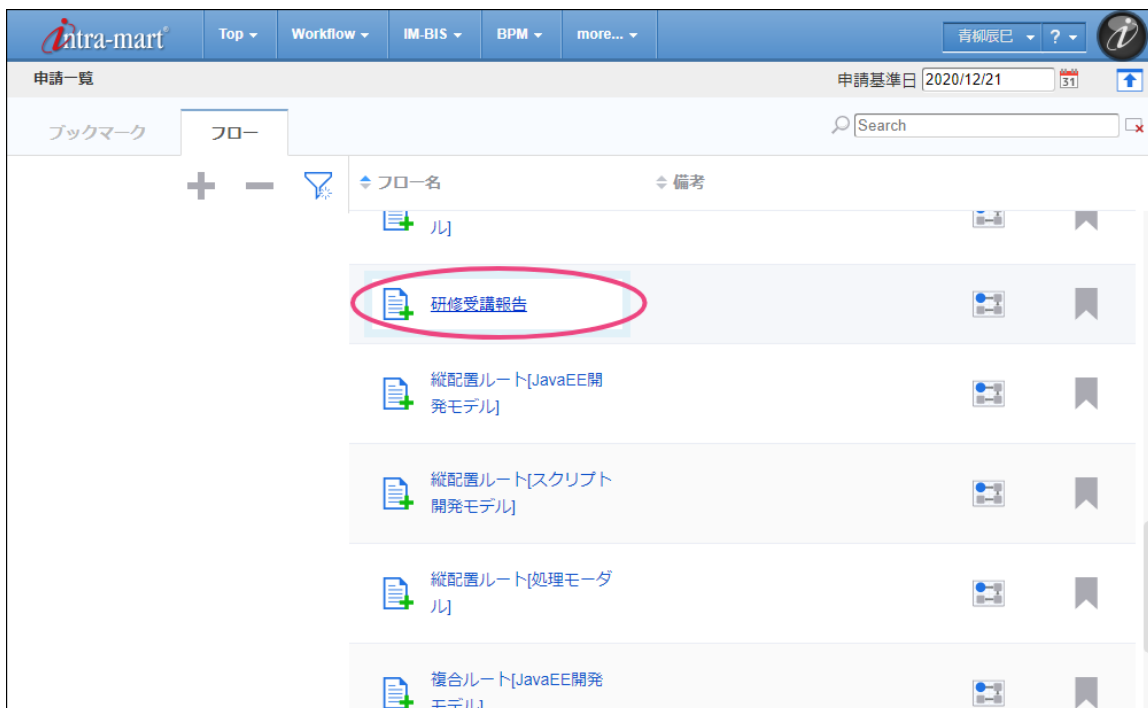 intra-mart®
Top
Workflow
IM-BIS
BPM
more...
青柳辰巳
?
申請一覧
申請基準日 2020/12/21
31
ブックマーク
フロー
Search
フロー名
備考
ル]
研修受講報告
縦配置ルート[JavaEE開
発モデル]
縦配置ルート[スクリプト
開発モデル]
縦配置ルート[処理モーダ
ル]
複合ルート[JavaEE開発
モデル]